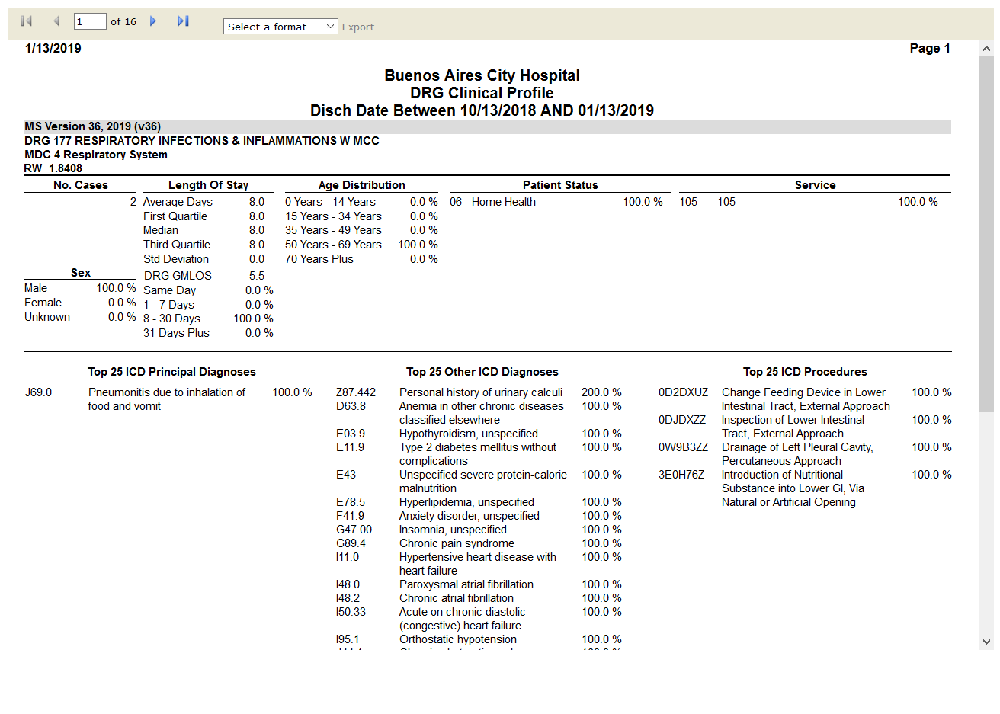 1 of 16 Select a format Export
1/13/2019 Page 1
Buenos Aires City Hospital
DRG Clinical Profile
Disch Date Between 10/13/2018 AND 01/13/2019
MS Version 36, 2019 (v36)
DRG 177 RESPIRATORY INFECTIONS & INFLAMMATIONS W MCC
MDC 4 Respiratory System
RW 1.8408
No. Cases
2
Sex
Male 100.0 %
Female 0.0 %
Unknown 0.0 %
Length Of Stay
Average Days 8.0
First Quartile 8.0
Median 8.0
Third Quartile 8.0
Std Deviation 0.0
DRG GMLOS 5.5
Same Day 0.0 %
1 - 7 Days 0.0 %
8 - 30 Days 100.0 %
31 Days Plus 0.0 %
Age Distribution
0 Years - 14 Years 0.0 %
15 Years - 34 Years 0.0 %
35 Years - 49 Years 0.0 %
50 Years - 69 Years 100.0 %
70 Years Plus 0.0 %
Patient Status
06 - Home Health 100.0 %
Service
105 105 100.0 %
Top 25 ICD Principal Diagnoses
J69.0 Pneumonitis due to inhalation of 100.0 %
food and vomit
Top 25 Other ICD Diagnoses
Z87.442 Personal history of urinary calculi 200.0 %
D63.8 Anemia in other chronic diseases 100.0 %
classified elsewhere
E03.9 Hypothyroidism, unspecified 100.0 %
E11.9 Type 2 diabetes mellitus without 100.0 %
complications
E43 Unspecified severe protein-calorie 100.0 %
malnutrition
E78.5 Hyperlipidemia, unspecified 100.0 %
F41.9 Anxiety disorder, unspecified 100.0 %
G47.00 Insomnia, unspecified 100.0 %
G89.4 Chronic pain syndrome 100.0 %
I11.0 Hypertensive heart disease with 100.0 %
heart failure
I48.0 Paroxysmal atrial fibrillation 100.0 %
I48.2 Chronic atrial fibrillation 100.0 %
I50.33 Acute on chronic diastolic 100.0 %
(congestive) heart failure
I95.1 Orthostatic hypotension 100.0 %
Top 25 ICD Procedures
0D2DXUZ Change Feeding Device in Lower 100.0 %
Intestinal Tract, External Approach
0DJDXZZ Inspection of Lower Intestinal 100.0 %
Tract, External Approach
0W9B3ZZ Drainage of Left Pleural Cavity, 100.0 %
Percutaneous Approach
3E0H76Z Introduction of Nutritional 100.0 %
Substance into Lower GI, Via
Natural or Artificial Opening